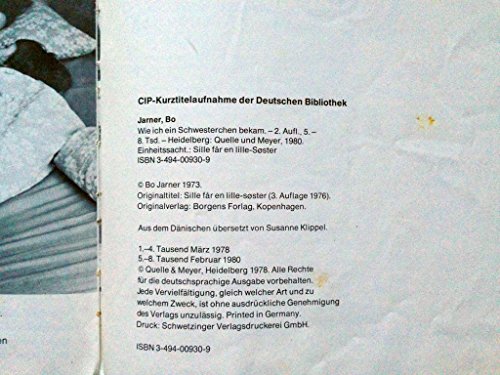 CIP-Kurztitelaufnahme der Deutschen Bibliothek
Jarner, Bo
Wie ich ein Schwesterchen bekam. – 2. Aufl., 5.–
8. Tsd. – Heidelberg: Quelle und Meyer, 1980.
Einheitssacht.: Sille får en lille-Søster
ISBN 3-494-00930-9
© Bo Jarner 1973.
Originaltitel: Sille får en lille-søster (3. Auflage 1976).
Originalverlag: Borgens Forlag, Kopenhagen.
Aus dem Dänischen übersetzt von Susanne Klippel.
1.–4. Tausend März 1978
5.–8. Tausend Februar 1980
© Quelle & Meyer, Heidelberg 1978. Alle Rechte
für die deutschsprachige Ausgabe vorbehalten.
Jede Vervielfältigung, gleich welcher Art und zu
welchem Zweck, ist ohne ausdrückliche Genehmigung
des Verlags unzulässig. Printed in Germany.
Druck: Schwetzinger Verlagsdruckerei GmbH.
ISBN 3-494-00930-9